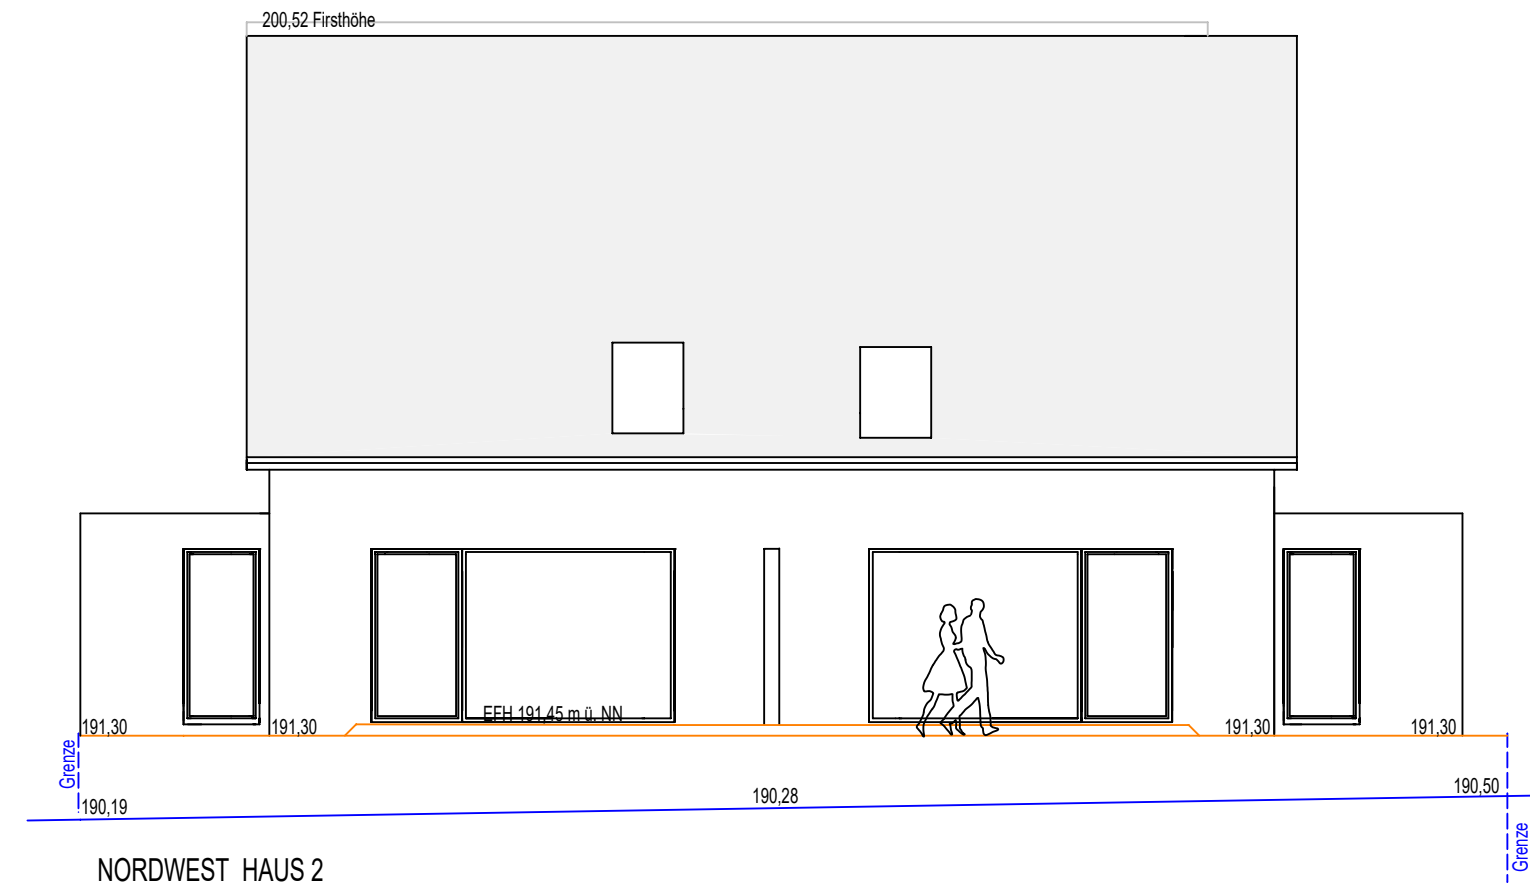 200,52 Firsthöhe
EFH 191,45 m ü. NN
191,30
191,30
191,30
191,30
Grenze
190,19
190,28
190,50
Grenze
NORDWEST HAUS 2